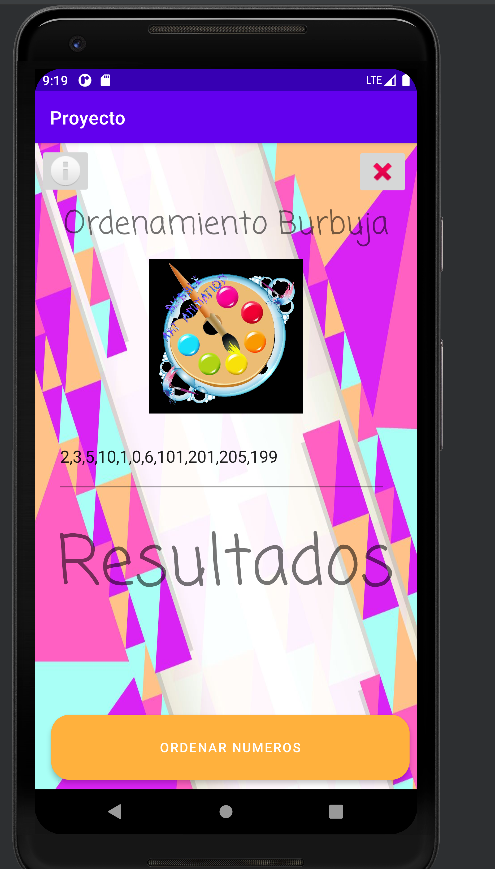 9:19 LTE
Proyecto
Ordenamiento Burbuja
2,3,5,10,1,0,6,101,201,205,199
Resultados
ORDENAR NUMEROS